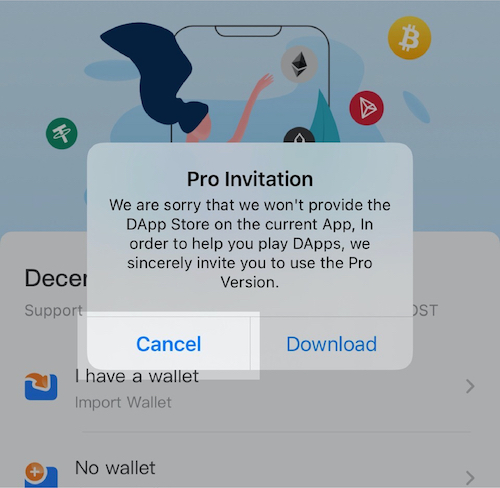 Pro Invitation
We are sorry that we won't provide the
DApp Store on the current App, In
order to help you play DApps, we
sincerely invite you to use the Pro
Version.
Decen
Support
OST
Cancel
Download
I have a wallet
Import Wallet
No wallet